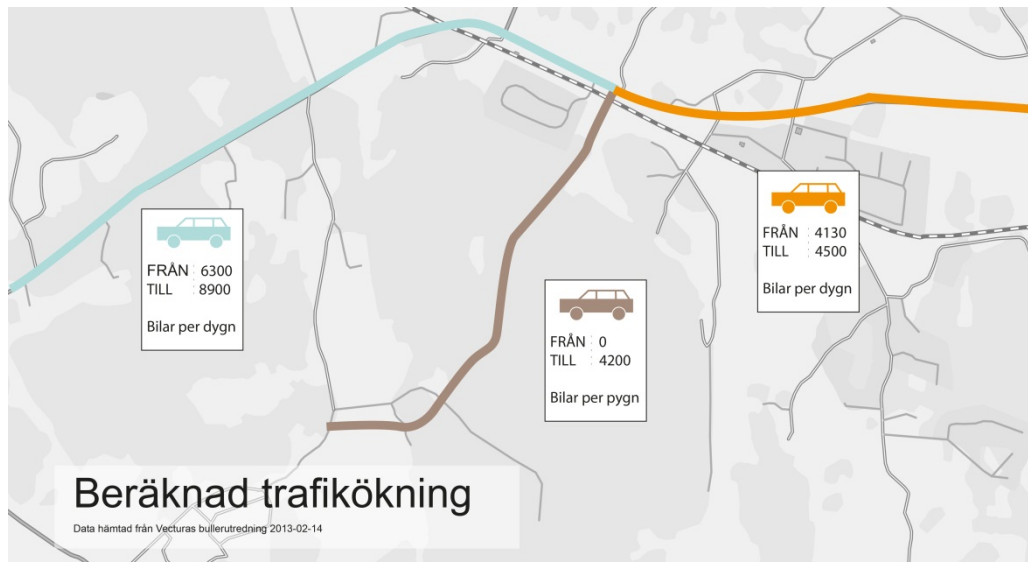 FRÅN 6300
TILL 8900
Bilar per dygn
FRÅN 0
TILL 4200
Bilar per pygn
FRÅN 4130
TILL 4500
Bilar per dygn
Beräknad trafikökning
Data hämtad från Vecturas bullerutredning 2013-02-14